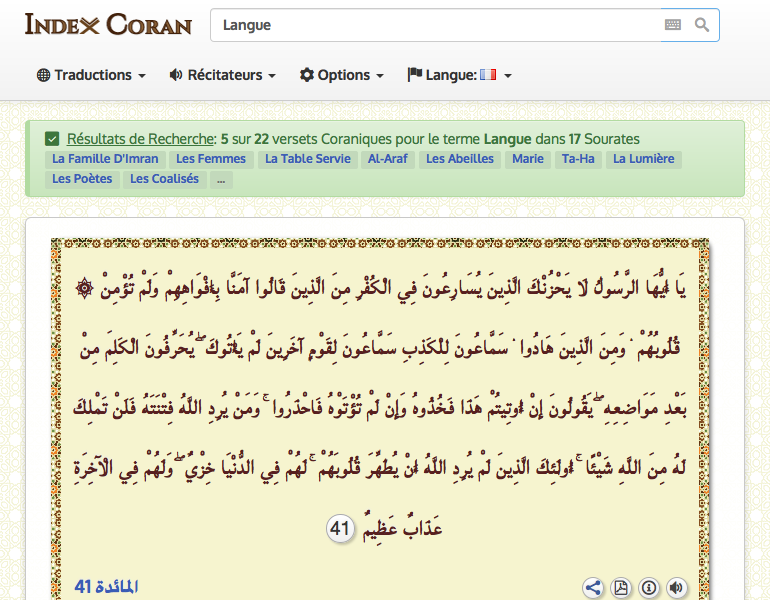 INDEX CORAN
Langue
Traductions
Récitateurs
Options
Langue:
Résultats de Recherche: 5 sur 22 versets Coraniques pour le terme Langue dans 17 Sourates
La Famille D'Imran Les Femmes La Table Servie Al-Araf Les Abeilles Marie Ta-Ha La Lumière
Les Poètes Les Coalisés ...
يَا أَيُّهَا الرَّسُولُ لَا يَحْزُنْكَ الَّذِينَ يُسَارِعُونَ فِي الْكُفْرِ مِنَ الَّذِينَ قَالُوا آمَنَّا بِأَفْوَاهِهِمْ وَلَمْ تُؤْمِنْ ۞
قُلُوبُهُمْ ۛ وَمِنَ الَّذِينَ هَادُوا ۛ سَمَّاعُونَ لِلْكَذِبِ سَمَّاعُونَ لِقَوْمٍ آخَرِينَ لَمْ يَأْتُوكَ ۖ يُحَرِّفُونَ الْكَلِمَ مِنْ
بَعْدِ مَوَاضِعِهِ ۖ يَقُولُونَ إِنْ أُوتِيتُمْ هَذَا فَخُذُوهُ وَإِنْ لَمْ تُؤْتَوْهُ فَاحْذَرُوا ۚ وَمَنْ يُرِدِ اللَّهُ فِتْنَتَهُ فَلَنْ تَمْلِكَ
لَهُ مِنَ اللَّهِ شَيْئًا ۚ أُولَئِكَ الَّذِينَ لَمْ يُرِدِ اللَّهُ أَنْ يُطَهِّرَ قُلُوبَهُمْ ۚ لَهُمْ فِي الدُّنْيَا خِزْيٌ ۖ وَلَهُمْ فِي الْآخِرَةِ
عَذَابٌ عَظِيمٌ 41
المائدة 41